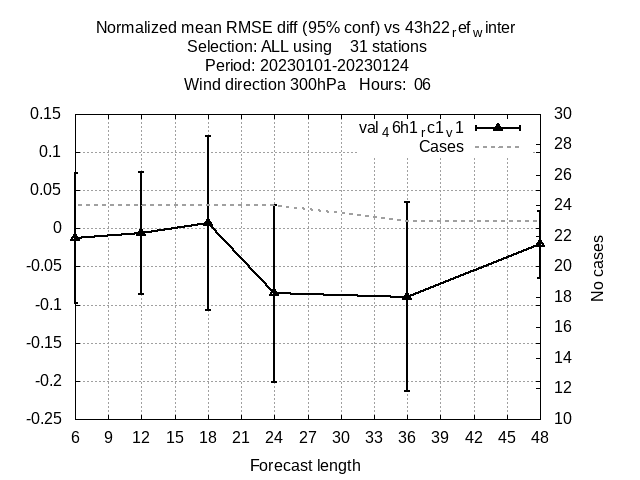 Normalized mean RMSE diff (95% conf) vs 43h22refwinter
Selection: ALL using 31 stations
Period: 20230101-20230124
Wind direction 300hPa Hours: 06
val46h1rc1v1
Cases
0.15
0.1
0.05
0
-0.05
-0.1
-0.15
-0.2
-0.25
30
28
26
24
22
20
18
16
14
12
10
No cases
6 9 12 15 18 21 24 27 30 33 36 39 42 45 48
Forecast length